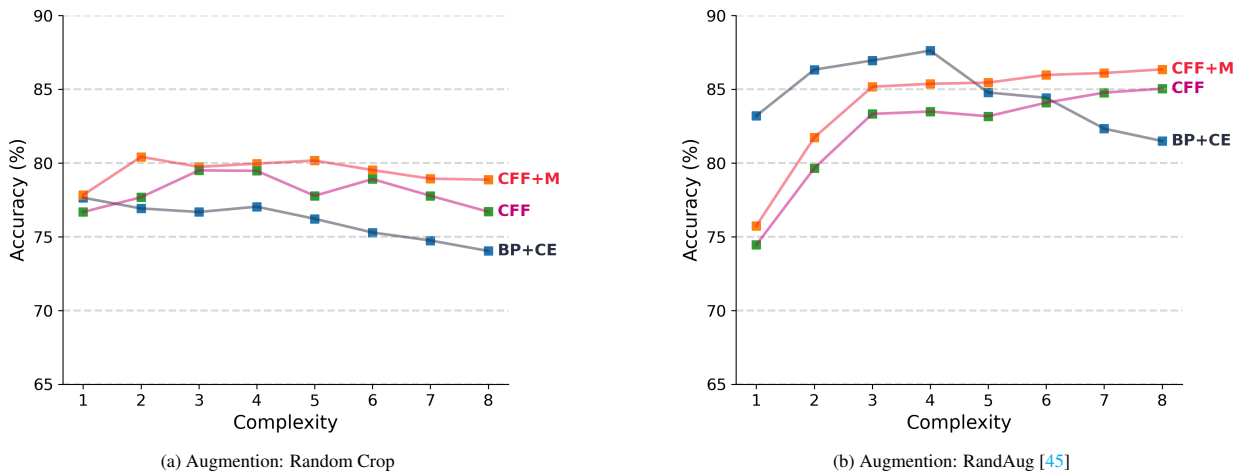 90
85
80
75
70
65
Accuracy (%)
1 2 3 4 5 6 7 8
Complexity
CFF+M
CFF
BP+CE
(a) Augmention: Random Crop
90
85
80
75
70
65
Accuracy (%)
1 2 3 4 5 6 7 8
Complexity
CFF+M
CFF
BP+CE
(b) Augmention: RandAug [45]